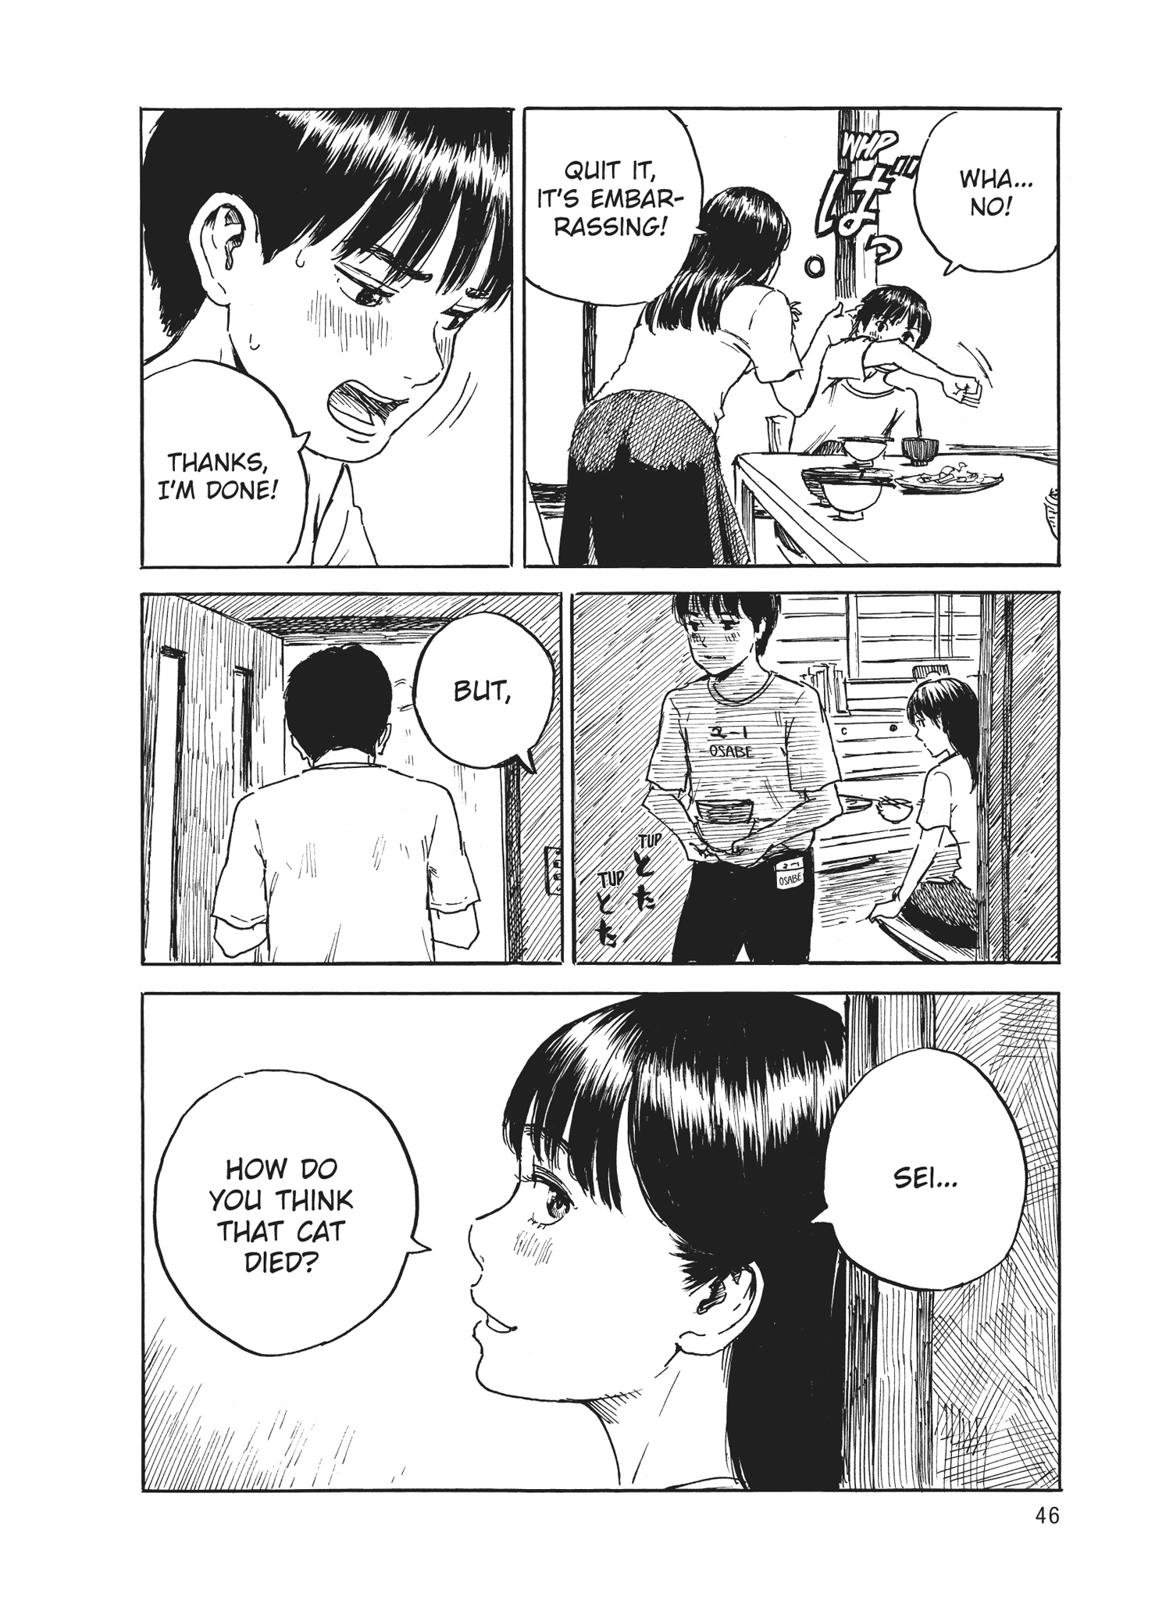 WHA...
NO!
WHP
ばっ
QUIT IT,
IT'S EMBAR-
RASSING!
THANKS,
I'M DONE!
2-1
OSABE
2-1
OSABE
TUP
とた
TUP
とた
BUT,
SEI...
HOW DO
YOU THINK
THAT CAT
DIED?
46